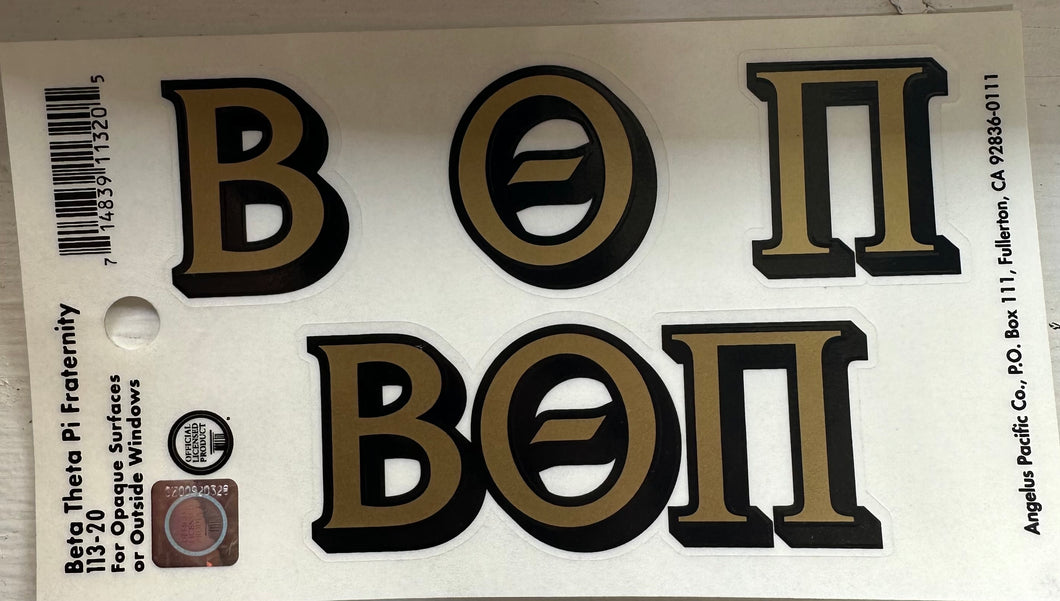 Β Θ Π
ΒΘΠ
7 14839 11320 5
Beta Theta Pi Fraternity
113-20
For Opaque Surfaces
or Outside Windows
OFFICIAL
LICENSED
PRODUCT
Angelus Pacific Co., P.O. Box 111, Fullerton, CA 92836-0111